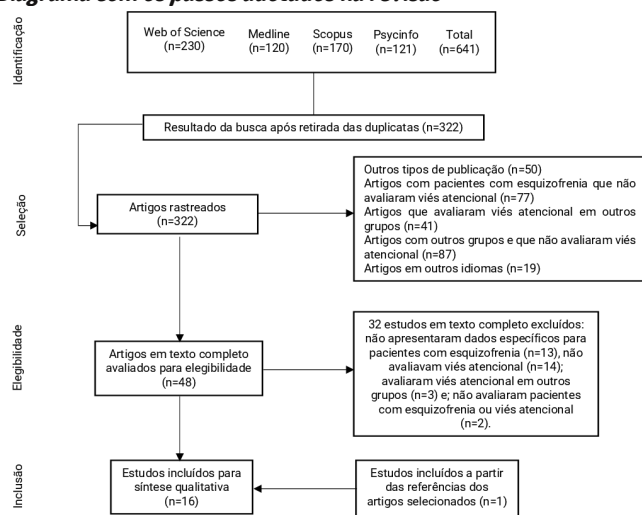 Diagrama com os passos adotados na revisão
Identificação
Web of Science
(n=230)
Medline
(n=120)
Scopus
(n=170)
Psycinfo
(n=121)
Total
(n=641)
Resultado da busca após retirada das duplicatas (n=322)
Seleção
Artigos rastreados
(n=322)
Outros tipos de publicação (n=50)
Artigos com pacientes com esquizofrenia que não
avaliaram viés atencional (n=77)
Artigos que avaliaram viés atencional em outros
grupos (n=41)
Artigos com outros grupos e que não avaliaram viés
atencional (n=87)
Artigos em outros idiomas (n=19)
Elegibilidade
Artigos em texto completo
avaliados para elegibilidade
(n=48)
32 estudos em texto completo excluídos:
não apresentaram dados específicos para
pacientes com esquizofrenia (n=13), não
avaliavam viés atencional (n=14);
avaliaram viés atencional em outros
grupos (n=3) e; não avaliaram pacientes
com esquizofrenia ou viés atencional
(n=2).
Inclusão
Estudos incluídos para
síntese qualitativa
(n=16)
Estudos incluídos a partir
das referências dos
artigos selecionados (n=1)